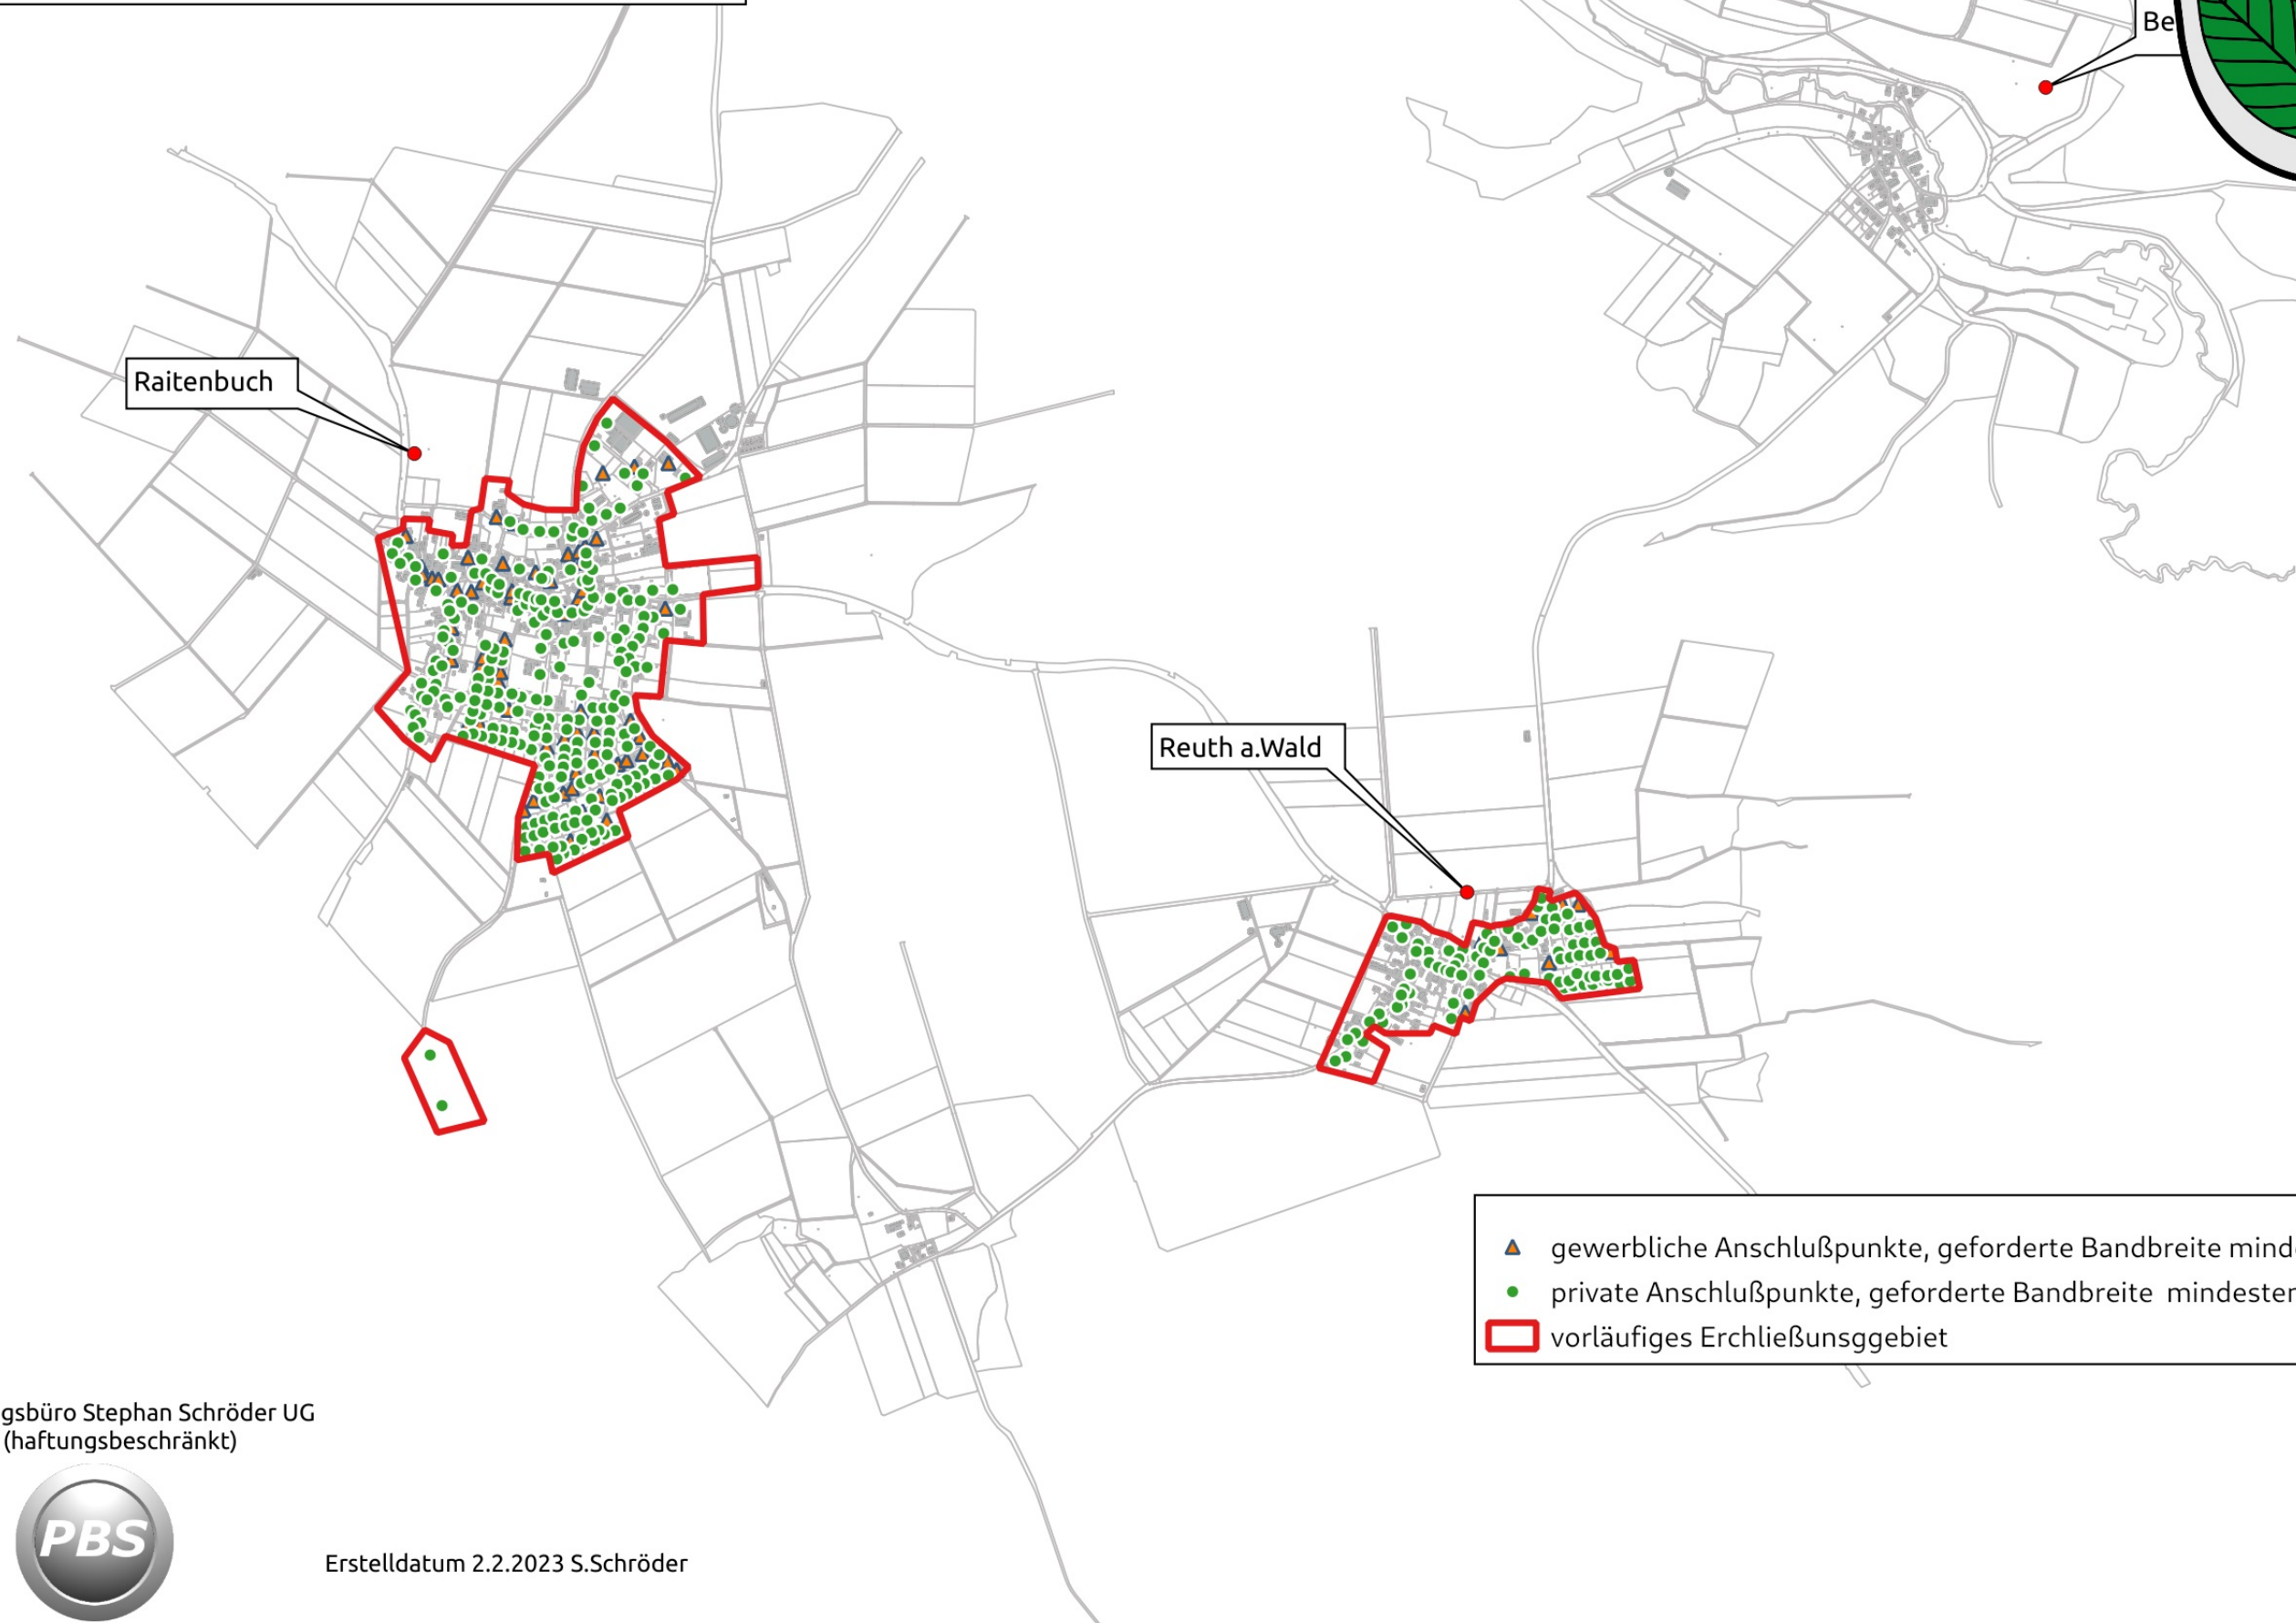 Be
Raitenbuch
Reuth a.Wald
gewerbliche Anschlußpunkte, geforderte Bandbreite mind
private Anschlußpunkte, geforderte Bandbreite mindester
vorläufiges Erchließunsggebiet
gsbüro Stephan Schröder UG
(haftungsbeschränkt)
PBS
Erstelldatum 2.2.2023 S.Schröder